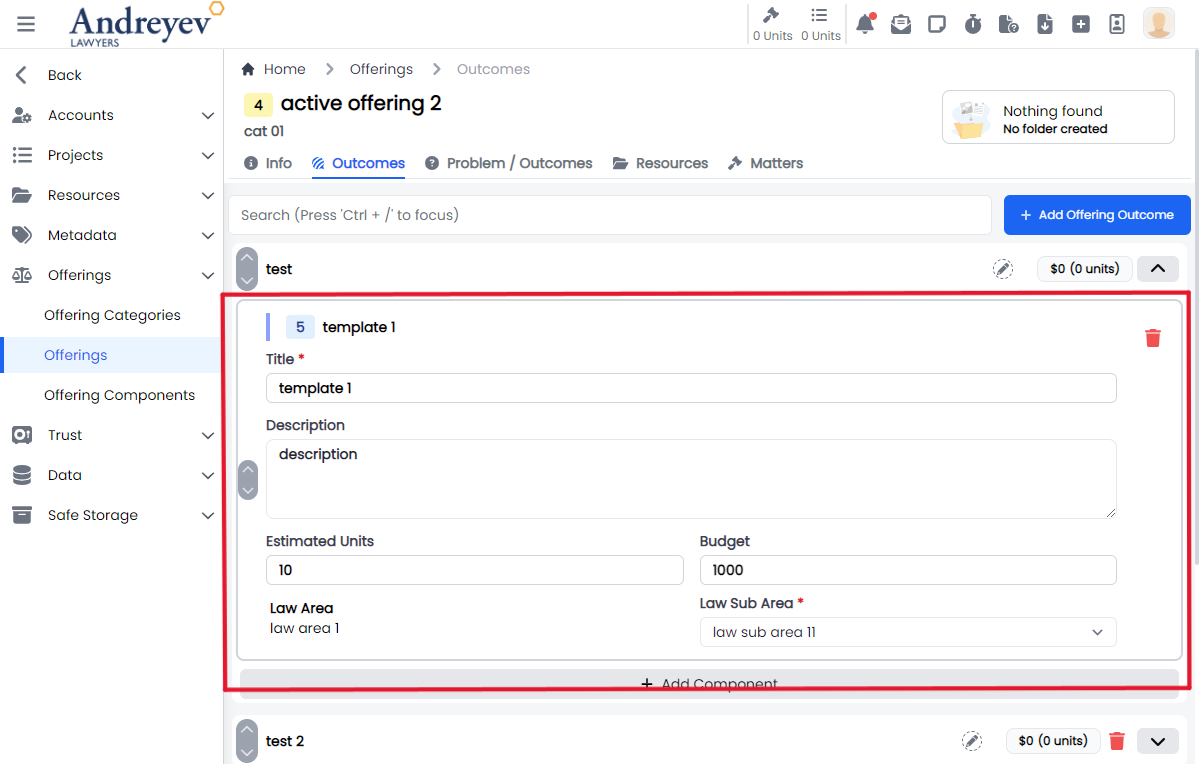 Andreyev
LAWYERS
0 Units 0 Units
Back
Accounts
Projects
Resources
Metadata
Offerings
Offering Categories
Offerings
Offering Components
Trust
Data
Safe Storage
Home Offerings Outcomes
4 active offering 2
cat 01
Nothing found
No folder created
Info Outcomes Problem / Outcomes Resources Matters
Search (Press 'Ctrl + /' to focus)
+ Add Offering Outcome
test $0 (0 units)
5 template 1
Title *
template 1
Description
description
Estimated Units Budget
10 1000
Law Area Law Sub Area *
law area 1 law sub area 11
+ Add Component
test 2 $0 (0 units)